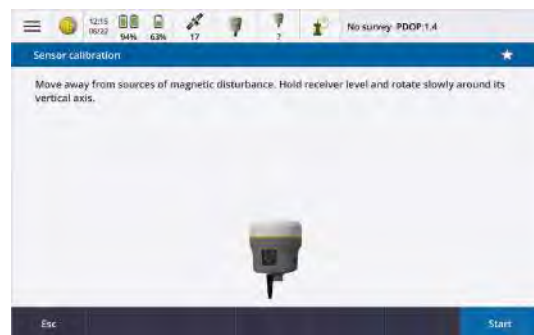 12:15
06/22
94%
63%
17
?
No survey PDOP:1.4
Sensor calibration
Move away from sources of magnetic disturbance. Hold receiver level and rotate slowly around its
vertical axis.
Esc
Start